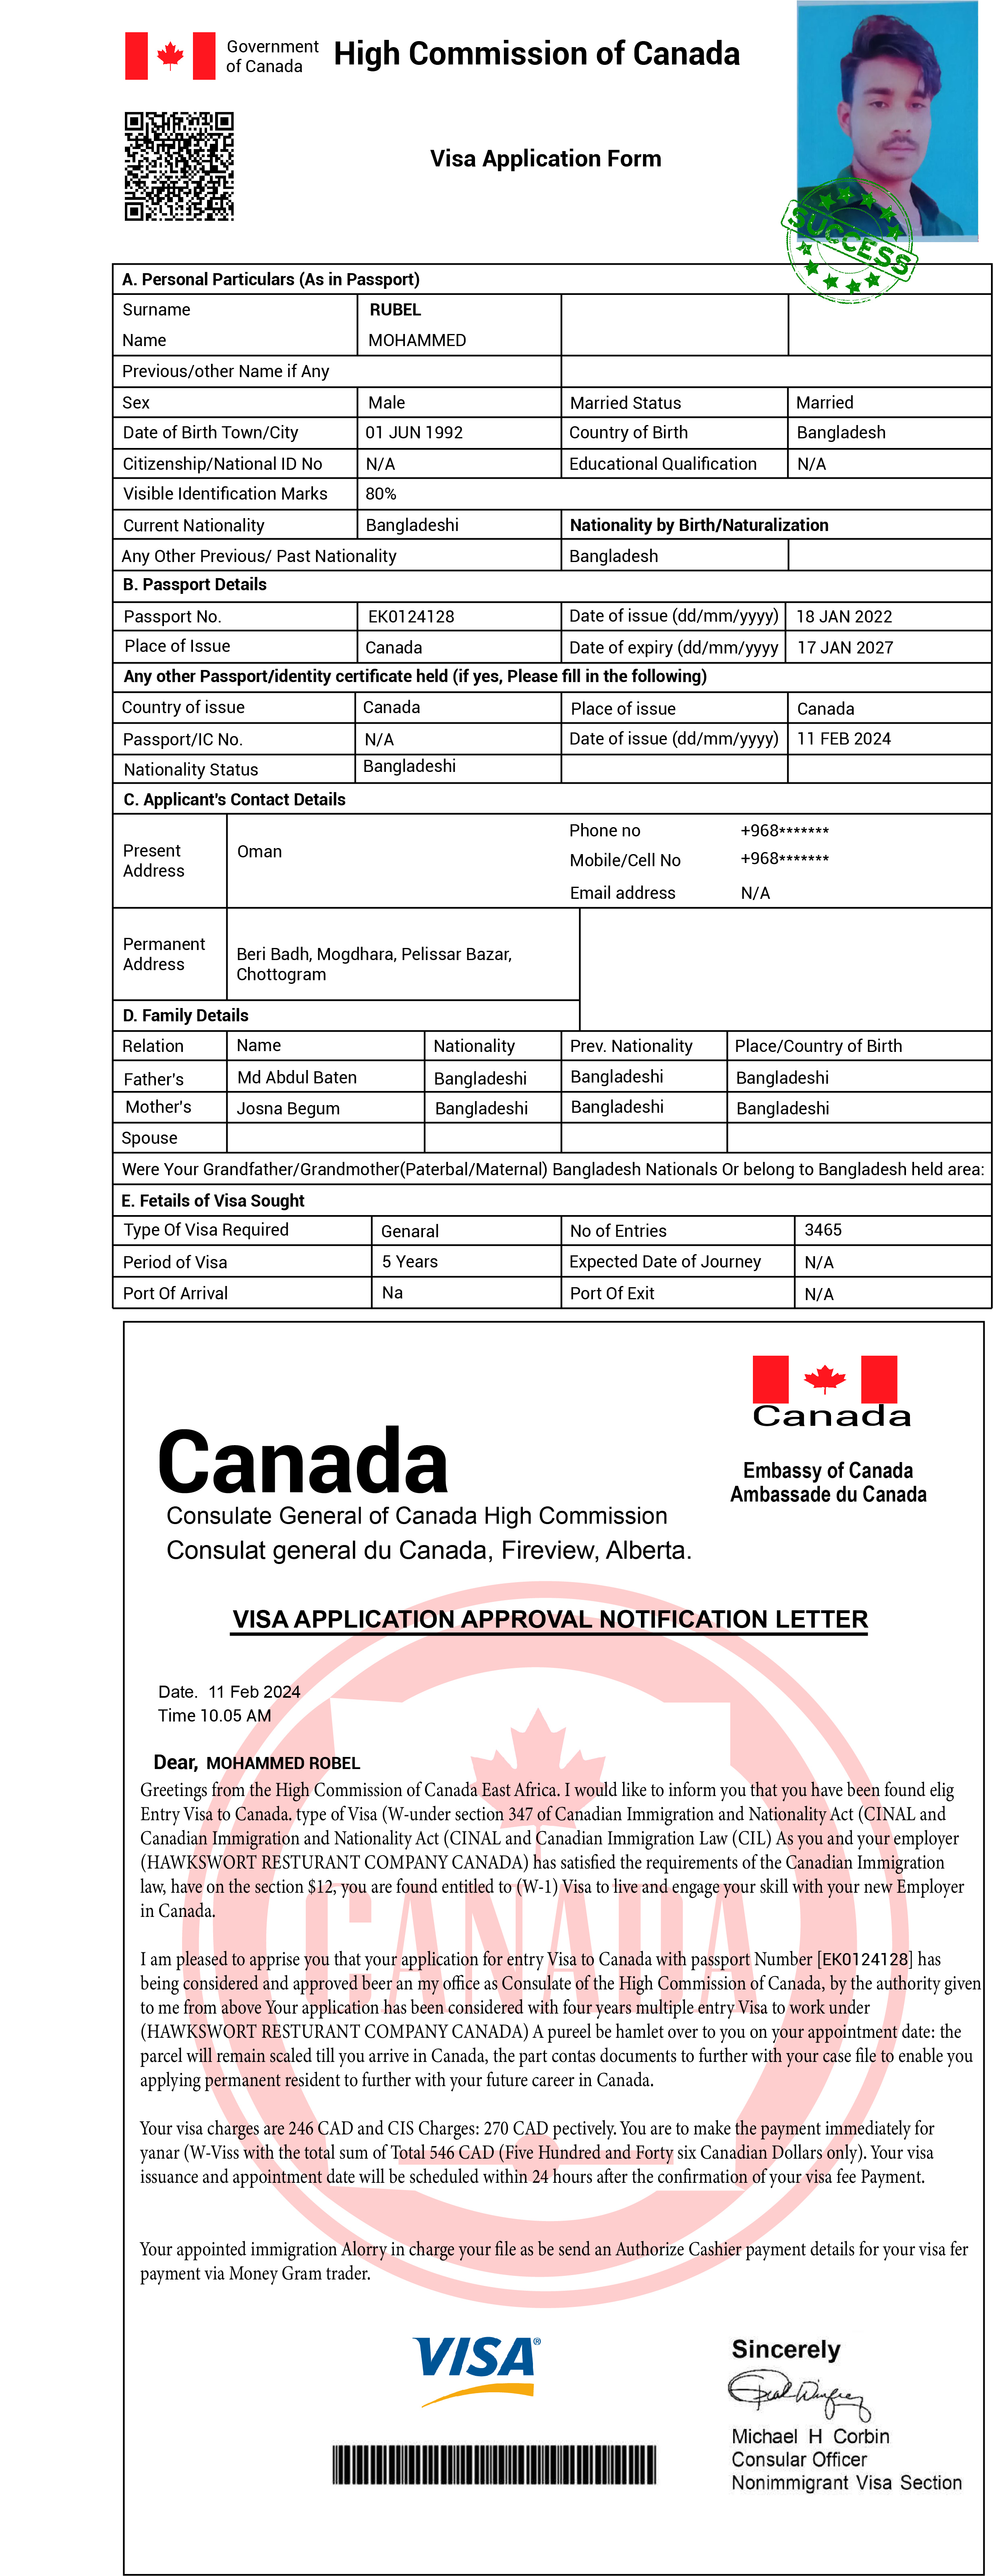 Government
of Canada
High Commission of Canada
Visa Application Form
SUCCESS
A. Personal Particulars (As in Passport)
Surname RUBEL
Name MOHAMMED
Previous/other Name if Any
Sex Male Married Status Married
Date of Birth Town/City 01 JUN 1992 Country of Birth Bangladesh
Citizenship/National ID No N/A Educational Qualification N/A
Visible Identification Marks 80%
Current Nationality Bangladeshi Nationality by Birth/Naturalization
Any Other Previous/ Past Nationality Bangladesh
B. Passport Details
Passport No. EK0124128 Date of issue (dd/mm/yyyy) 18 JAN 2022
Place of Issue Canada Date of expiry (dd/mm/yyyy 17 JAN 2027
Any other Passport/identity certificate held (if yes, Please fill in the following)
Country of issue Canada Place of issue Canada
Passport/IC No. N/A Date of issue (dd/mm/yyyy) 11 FEB 2024
Nationality Status Bangladeshi
C. Applicant's Contact Details
Present
Address
Oman
Phone no +968*******
Mobile/Cell No +968*******
Email address N/A
Permanent
Address
Beri Badh, Mogdhara, Pelissar Bazar,
Chottogram
D. Family Details
Relation Name Nationality Prev. Nationality Place/Country of Birth
Father's Md Abdul Baten Bangladeshi Bangladeshi Bangladeshi
Mother's Josna Begum Bangladeshi Bangladeshi Bangladeshi
Spouse
Were Your Grandfather/Grandmother(Paterbal/Maternal) Bangladesh Nationals Or belong to Bangladesh held area:
E. Fetails of Visa Sought
Type Of Visa Required Genaral No of Entries 3465
Period of Visa 5 Years Expected Date of Journey N/A
Port Of Arrival Na Port Of Exit N/A
Canada
Embassy of Canada
Ambassade du Canada
Canada
Consulate General of Canada High Commission
Consulat general du Canada, Fireview, Alberta.
VISA APPLICATION APPROVAL NOTIFICATION LETTER
Date. 11 Feb 2024
Time 10.05 AM
Dear, MOHAMMED ROBEL
Greetings from the High Commission of Canada East Africa. I would like to inform you that you have been found elig
Entry Visa to Canada. type of Visa (W-under section 347 of Canadian Immigration and Nationality Act (CINAL and
Canadian Immigration and Nationality Act (CINAL and Canadian Immigration Law (CIL) As you and your employer
(HAWKSWORT RESTURANT COMPANY CANADA) has satisfied the requirements of the Canadian Immigration
law, have on the section $12, you are found entitled to (W-1) Visa to live and engage your skill with your new Employer
in Canada.
I am pleased to apprise you that your application for entry Visa to Canada with passport Number [EK0124128] has
being considered and approved beer an my office as Consulate of the High Commission of Canada, by the authority given
to me from above Your application has been considered with four years multiple entry Visa to work under
(HAWKSWORT RESTURANT COMPANY CANADA) A pureel be hamlet over to you on your appointment date: the
parcel will remain scaled till you arrive in Canada, the part contas documents to further with your case file to enable you
applying permanent resident to further with your future career in Canada.
Your visa charges are 246 CAD and CIS Charges: 270 CAD pectively. You are to make the payment immediately for
yanar (W-Viss with the total sum of Total 546 CAD (Five Hundred and Forty six Canadian Dollars only). Your visa
issuance and appointment date will be scheduled within 24 hours after the confirmation of your visa fee Payment.
Your appointed immigration Alorry in charge your file as be send an Authorize Cashier payment details for your visa fer
payment via Money Gram trader.
CANADA
VISA®
Sincerely
Michael H Corbin
Consular Officer
Nonimmigrant Visa Section